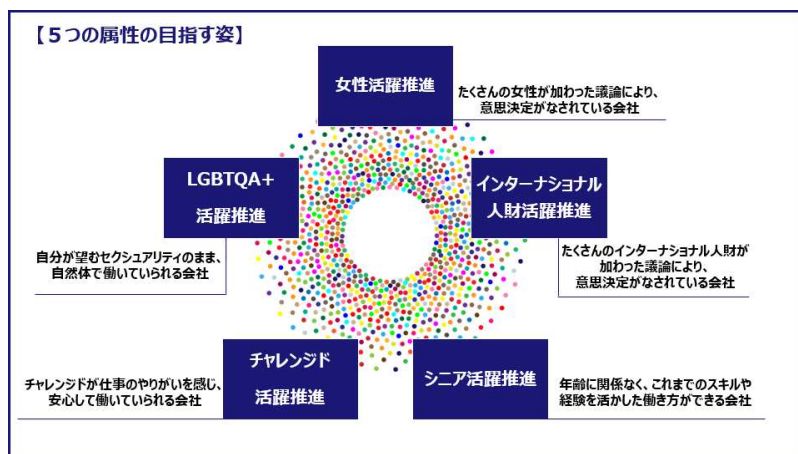 【５つの属性の目指す姿】
女性活躍推進
たくさんの女性が加わった議論により、
意思決定がなされている会社
LGBTQA+
活躍推進
自分が望むセクシュアリティのまま、
自然体で働いていられる会社
インターナショナル
人財活躍推進
たくさんのインターナショナル人財が
加わった議論により、
意思決定がなされている会社
チャレンジド
活躍推進
チャレンジドが仕事のやりがいを感じ、
安心して働いていられる会社
シニア活躍推進
年齢に関係なく、これまでのスキルや
経験を活かした働き方ができる会社